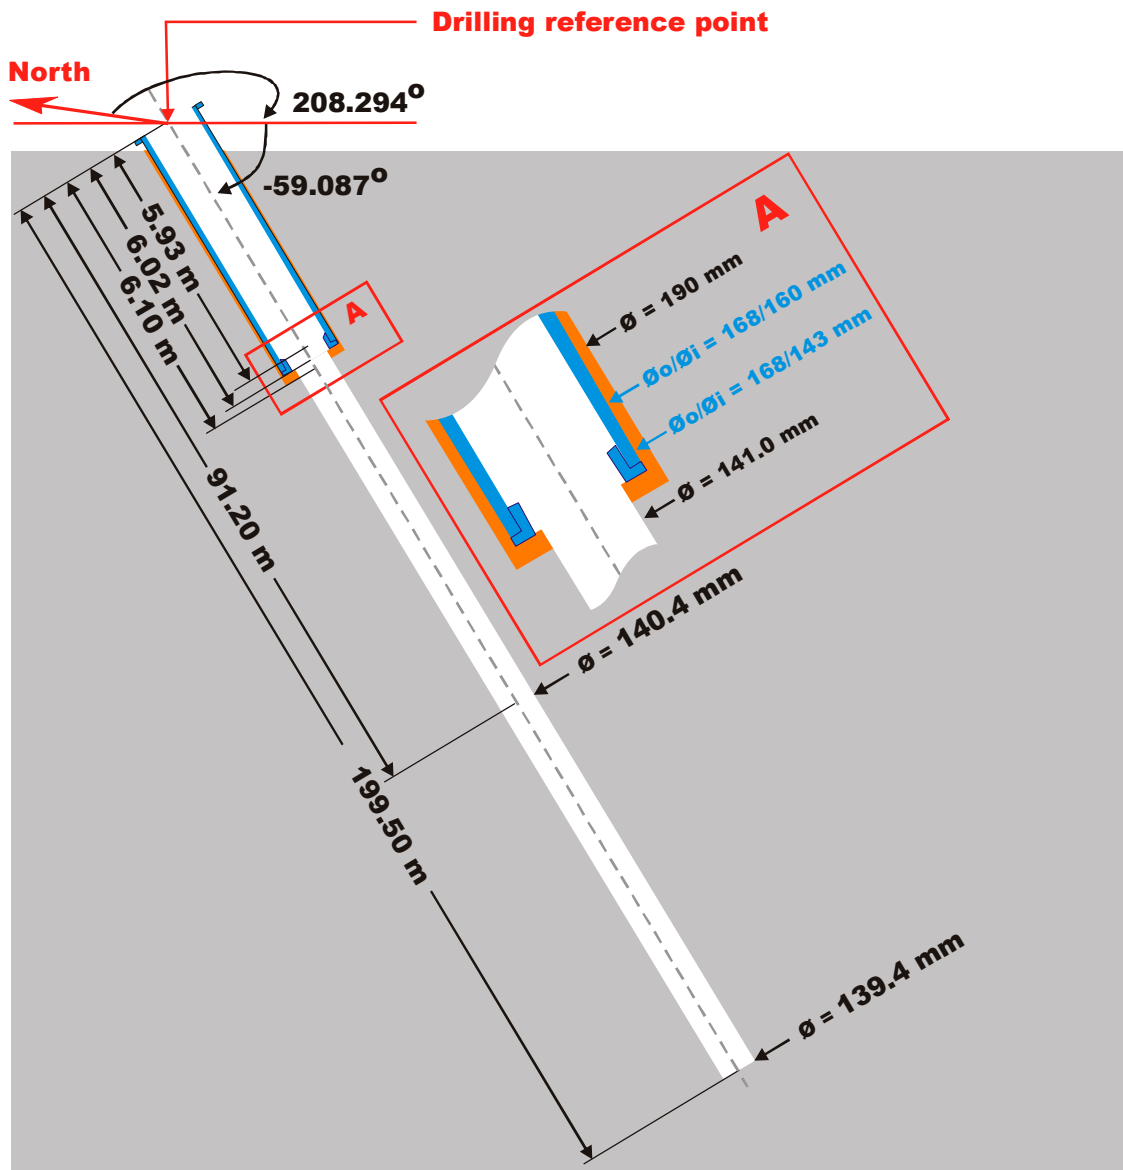 Drilling reference point
North
208.294°
-59.087°
A
5.93 m
6.02 m
6.10 m
A
Ø = 190 mm
Øo/Øi = 168/160 mm
Øo/Øi = 168/143 mm
Ø = 141.0 mm
91.20 m
Ø = 140.4 mm
199.50 m
Ø = 139.4 mm